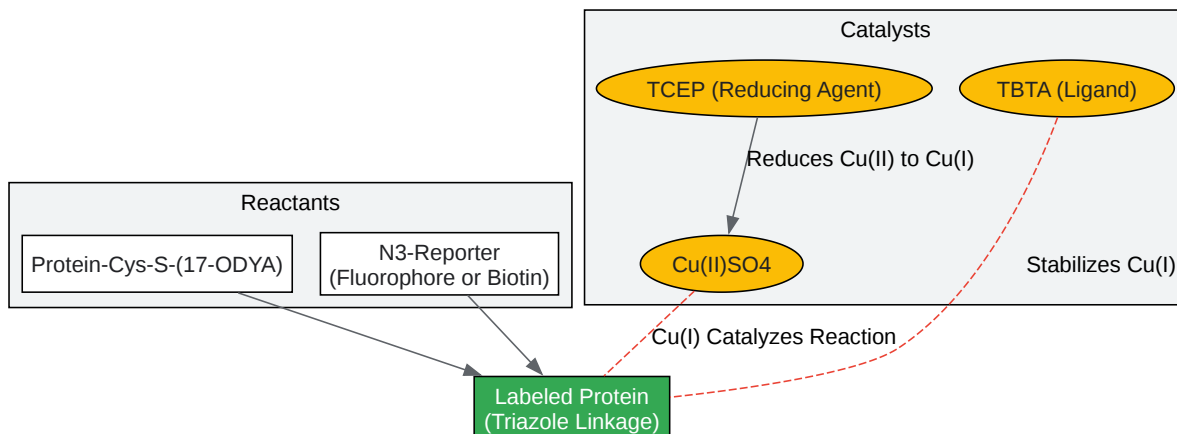 Catalysts
TCEP (Reducing Agent)
TBTA (Ligand)
Reduces Cu(II) to Cu(I)
Reactants
Protein-Cys-S-(17-ODYA)
N3-Reporter
(Fluorophore or Biotin)
Cu(II)SO4
Stabilizes Cu(I)
Cu(I) Catalyzes Reaction
Labeled Protein
(Triazole Linkage)